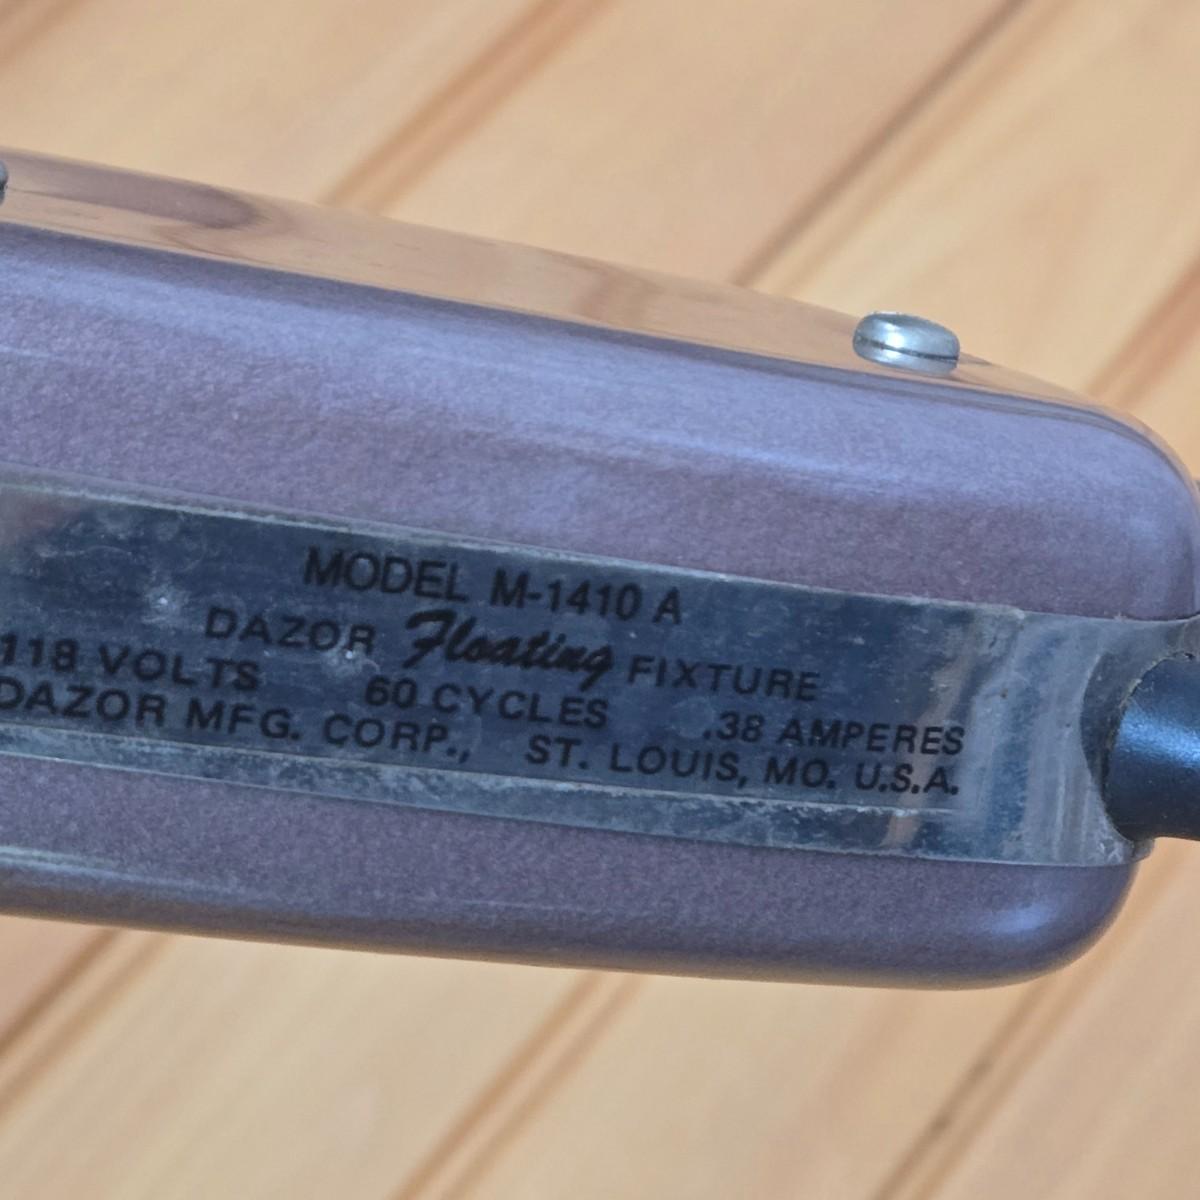 MODEL M-1410 A
DAZOR Floating FIXTURE
118 VOLTS 60 CYCLES .38 AMPERES
DAZOR MFG. CORP., ST. LOUIS, MO. U.S.A.